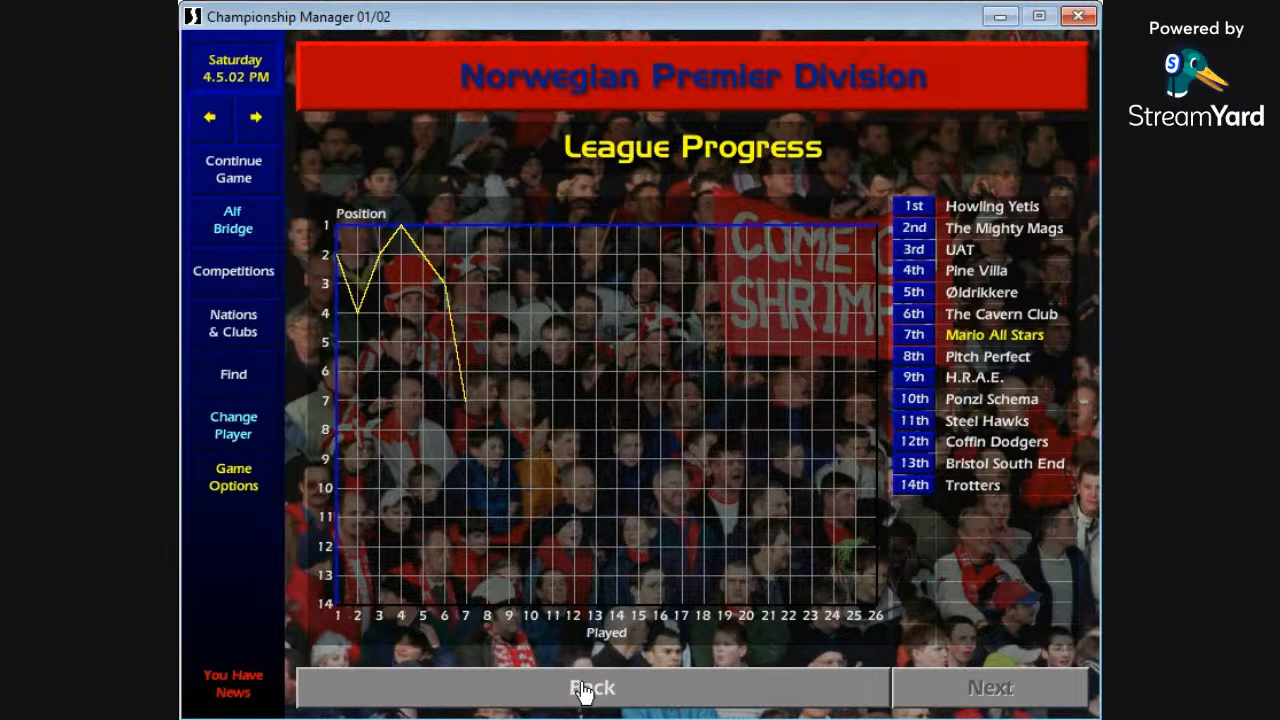 Championship Manager 01/02
Powered by
StreamYard
Saturday
4.5.02 PM
Continue
Game
Alf
Bridge
Competitions
Nations
& Clubs
Find
Change
Player
Game
Options
You Have
News
Norwegian Premier Division
League Progress
COME
SHRIMP
Position
1
2
3
4
5
6
7
8
9
10
11
12
13
14
1 2 3 4 5 6 7 8 9 10 11 12 13 14 15 16 17 18 19 20 21 22 23 24 25 26
Played
1st Howling Yetis
2nd The Mighty Mags
3rd UAT
4th Pine Villa
5th Øldrikkere
6th The Cavern Club
7th Mario All Stars
8th Pitch Perfect
9th H.R.A.E.
10th Ponzi Schema
11th Steel Hawks
12th Coffin Dodgers
13th Bristol South End
14th Trotters
Back
Next